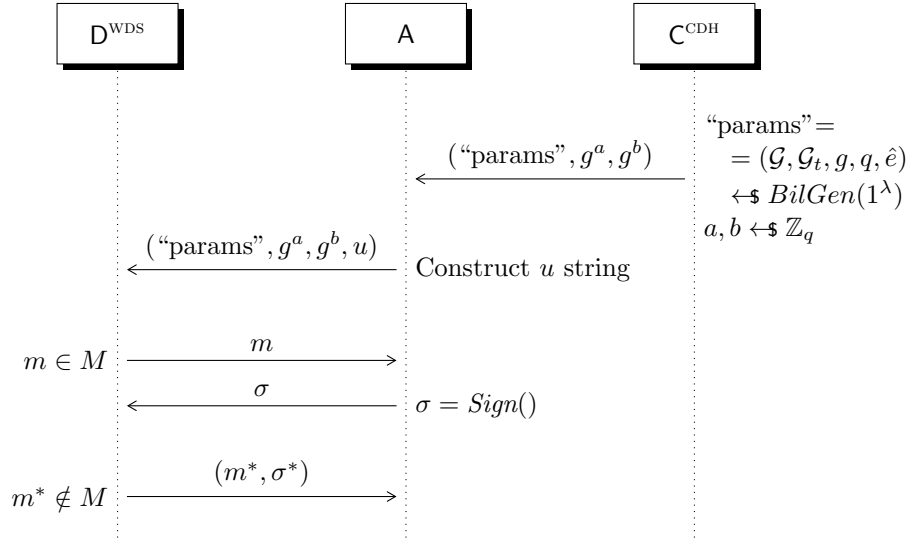 D^WDS A C^CDH
“params” =
(“params”, g^a, g^b) = (𝒢, 𝒢_t, g, q, ê)
←$ BilGen(1^λ)
a, b ←$ ℤ_q
(“params”, g^a, g^b, u)
Construct u string
m ∈ M m
σ σ = Sign()
m* ∉ M (m*, σ*)